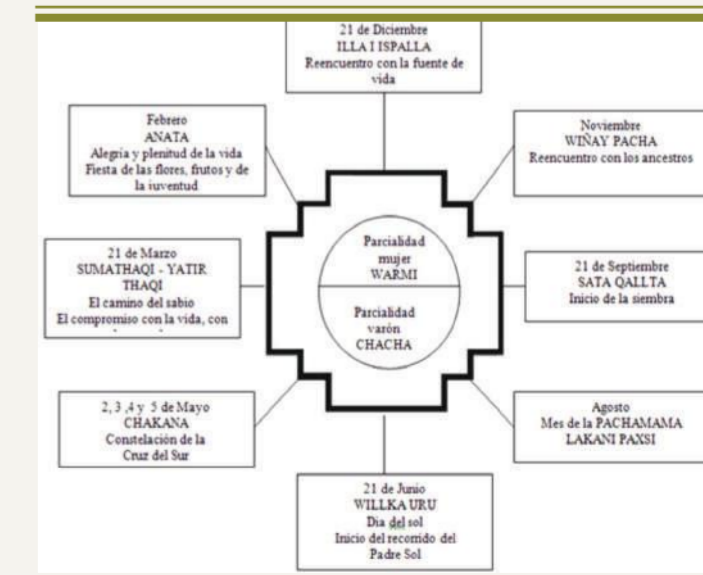 21 de Diciembre
ILLA I ISPALLA
Reencuentro con la fuente de
vida
Febrero
ANATA
Alegria y plenitud de la vida
Fiesta de las flores, frutos y de
la juventud
Noviembre
WIÑAY PACHA
Reencuentro con los ancestros
Parcialidad
mujer
WARMI
Parcialidad
varón
CHACHA
21 de Marzo
SUMATHAQI - YATIR
THAQI
El camino del sabio
El compromiso con la vida, con
21 de Septiembre
SATA QALLTA
Inicio de la siembra
2, 3 ,4 y 5 de Mayo
CHAKANA
Constelación de la
Cruz del Sur
Agosto
Mes de la PACHAMAMA
LAKANI PAXSI
21 de Junio
WILLKA URU
Dia del sol
Inicio del recorrido del
Padre Sol